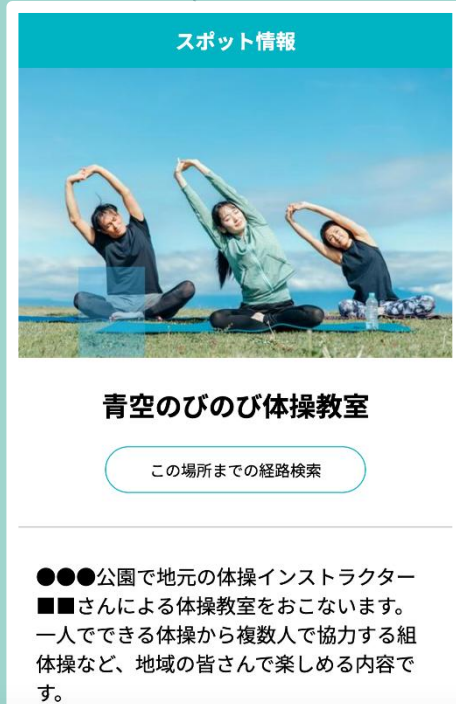 スポット情報
青空のびのび体操教室
この場所までの経路検索
●●●公園で地元の体操インストラクター
■■さんによる体操教室をおこないます。
一人でできる体操から複数人で協力する組
体操など、地域の皆さんで楽しめる内容で
す。